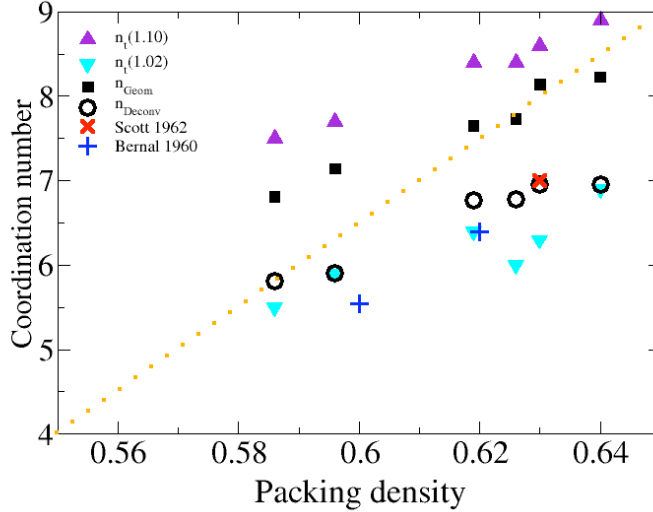 9
8
7
6
5
4
Coordination number
n_t(1.10)
n_t(1.02)
n_Geom
n_Deconv
Scott 1962
Bernal 1960
0.56 0.58 0.6 0.62 0.64
Packing density